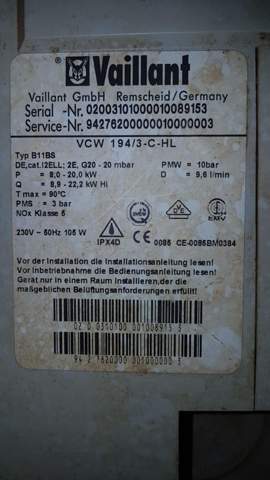 Vaillant
Vaillant GmbH Remscheid/Germany
Serial -Nr. 02003101000010089153
Service-Nr. 94276200000010000003
VCW 194/3-C-HL
Typ B11BS
DE,cat.I2ELL; 2E, G20 - 20 mbar PMW = 10bar
P = 8,0 - 20,0 kW D = 9,6 l/min
Q = 8,9 - 22,2 kW Hi
T max = 90°C
PMS : = 3 bar
NOx Klasse 5
230V ~ 50Hz 105 W IPX4D CE 0085 CE-0085BM0384
Vor der Installation die Installationsanleitung lesen!
Vor Inbetriebnahme die Bedienungsanleitung lesen!
Gerät nur in einem Raum installieren,der die
maßgeblichen Belüftungsanforderungen erfüllt!